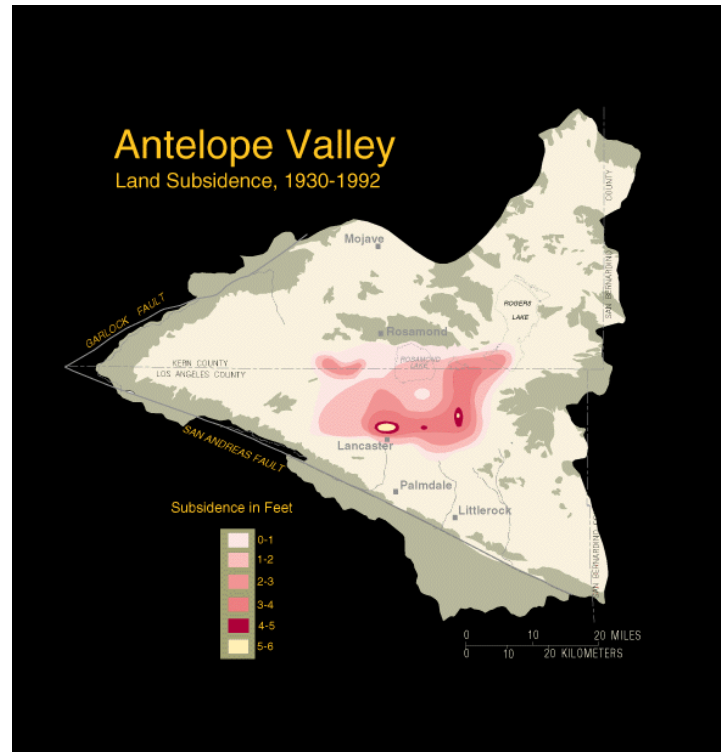 Antelope Valley
Land Subsidence, 1930-1992
COUNTY
SAN BERNARDINO
Mojave
ROGERS
LAKE
GARLOCK FAULT
Rosamond
ROSAMOND
LAKE
KERN COUNTY
LOS ANGELES COUNTY
SAN ANDREAS FAULT
Lancaster
Palmdale
Littlerock
Subsidence in Feet
0-1
1-2
2-3
3-4
4-5
5-6
SAN BERNARDINO
0 10 20 MILES
0 10 20 KILOMETERS